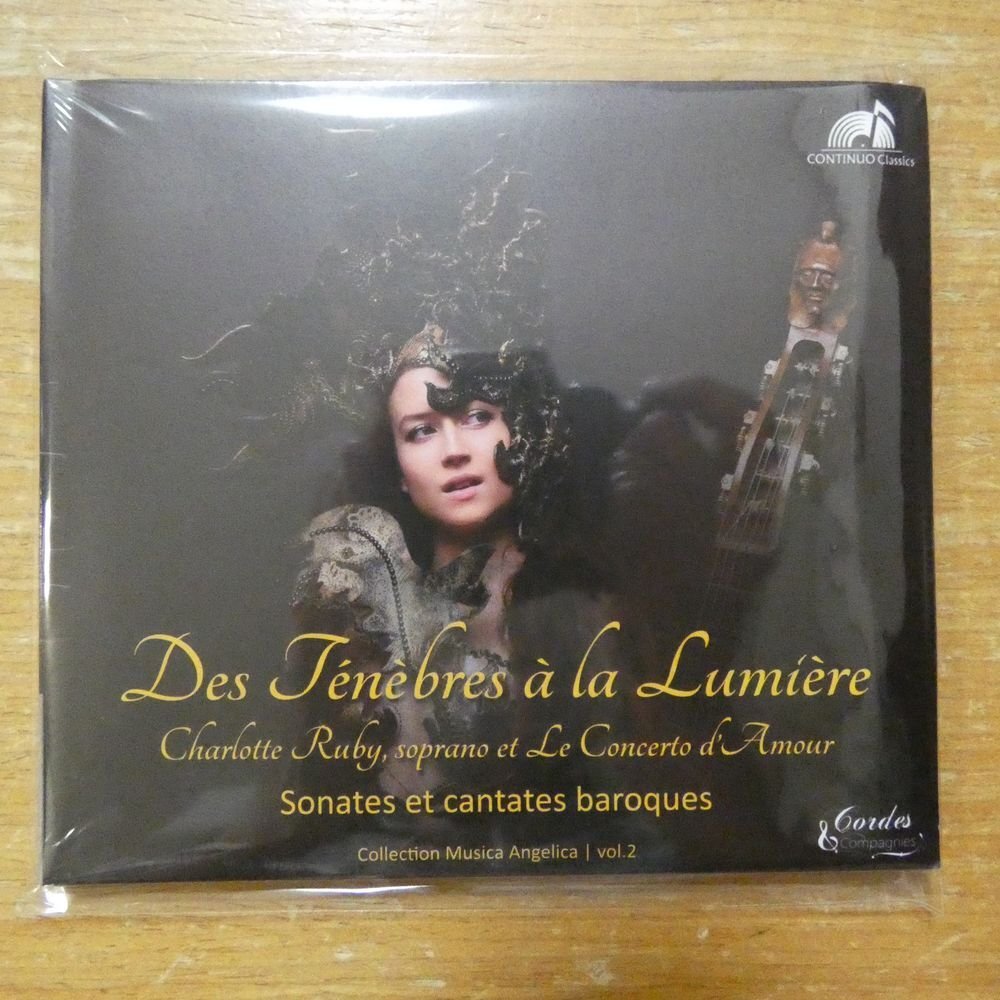 CONTINUO Classics
Des Ténèbres à la Lumière
Charlotte Ruby, soprano et Le Concerto d'Amour
Sonates et cantates baroques
Collection Musica Angelica | vol.2
Cordes
& Compagnies